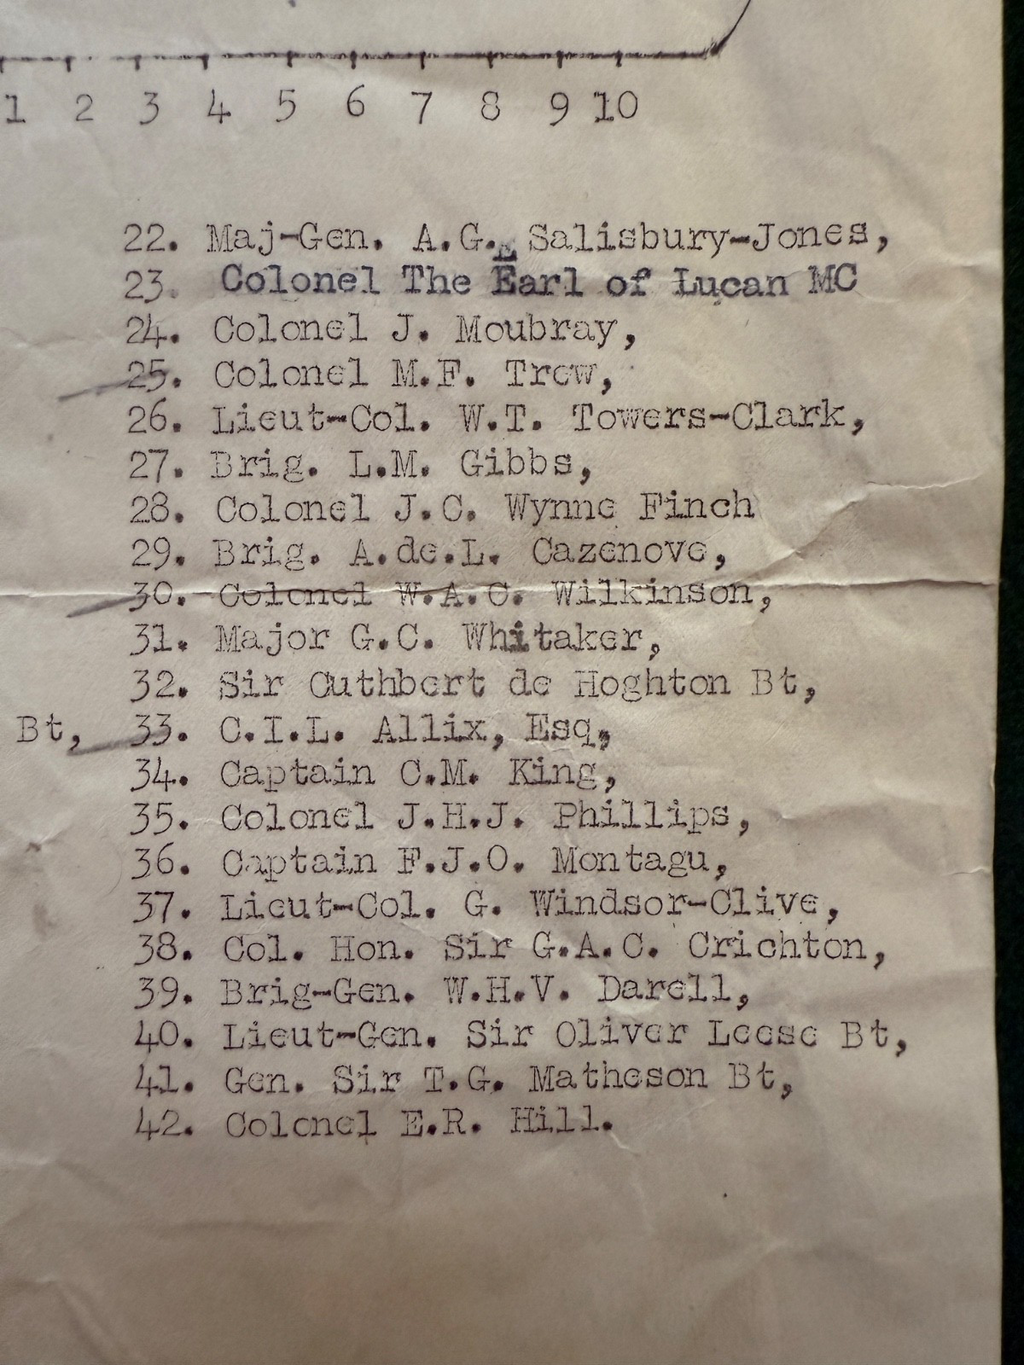 1 2 3 4 5 6 7 8 9 10
22. Maj-Gen. A.G. Salisbury-Jones,
23. Colonel The Earl of Lucan MC
24. Colonel J. Moubray,
25. Colonel M.F. Trew,
26. Lieut-Col. W.T. Towers-Clark,
27. Brig. L.M. Gibbs,
28. Colonel J.C. Wynne Finch
29. Brig. A.de.L. Cazenove,
30. Colonel W.A.C. Wilkinson,
31. Major G.C. Whitaker,
32. Sir Cuthbert de Hoghton Bt,
Bt, 33. C.I.L. Allix, Esq,
34. Captain C.M. King,
35. Colonel J.H.J. Phillips,
36. Captain F.J.O. Montagu,
37. Lieut-Col. G. Windsor-Clive,
38. Col. Hon. Sir G.A.C. Crichton,
39. Brig-Gen. W.H.V. Darell,
40. Lieut-Gen. Sir Oliver Leese Bt,
41. Gen. Sir T.G. Matheson Bt,
42. Colonel E.R. Hill.